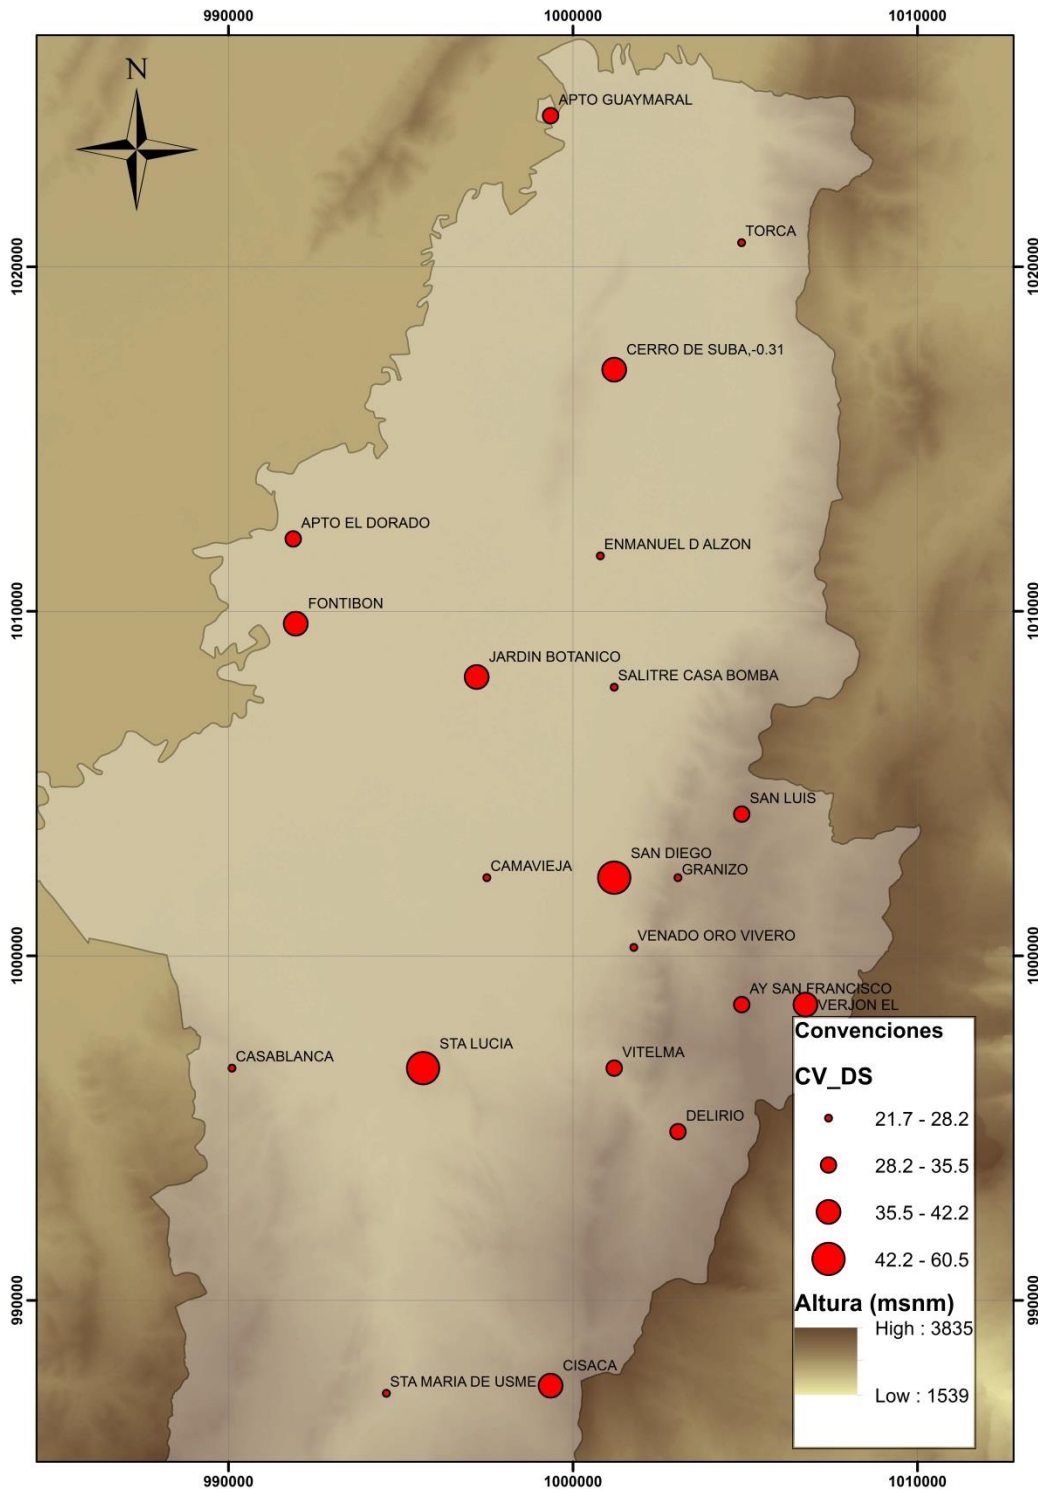 990000
1000000
1010000
N
APTO GUAYMARAL
TORCA
1020000
1020000
CERRO DE SUBA,-0.31
APTO EL DORADO
ENMANUEL D ALZON
FONTIBON
1010000
1010000
JARDIN BOTANICO
SALITRE CASA BOMBA
SAN LUIS
SAN DIEGO
CAMAVIEJA
GRANIZO
VENADO ORO VIVERO
1000000
1000000
AY SAN FRANCISCO
VERJON EL
STA LUCIA
CASABLANCA
VITELMA
DELIRIO
Convenciones
CV_DS
21.7 - 28.2
28.2 - 35.5
35.5 - 42.2
42.2 - 60.5
Altura (msnm)
High : 3835
Low : 1539
990000
990000
CISACA
STA MARIA DE USME
990000
1000000
1010000